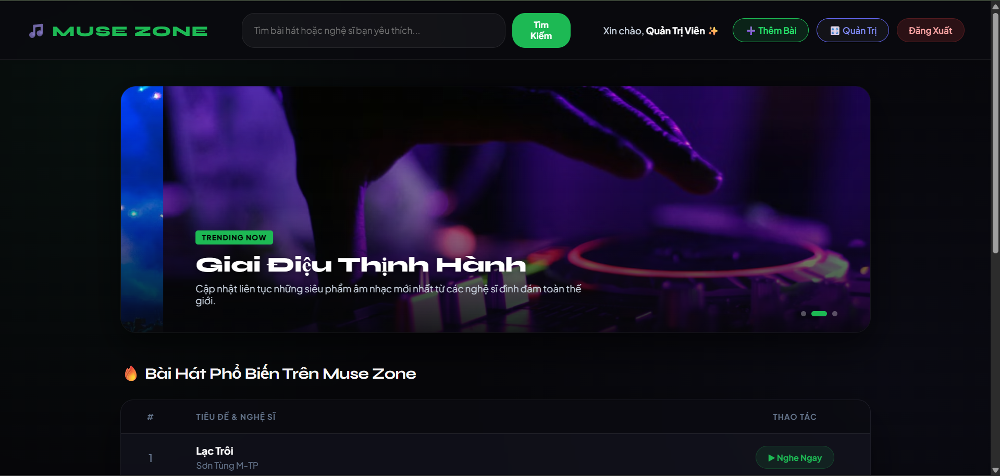 MUSE ZONE
Tìm bài hát hoặc nghệ sĩ bạn yêu thích...
Tìm
Kiếm
Xin chào, Quản Trị Viên ✨
➕ Thêm Bài
🎛️ Quản Trị
Đăng Xuất
TRENDING NOW
Giai Điệu Thịnh Hành
Cập nhật liên tục những siêu phẩm âm nhạc mới nhất từ các nghệ sĩ đình đám toàn thế
giới.
🔥 Bài Hát Phổ Biến Trên Muse Zone
# TIÊU ĐỀ & NGHỆ SĨ THAO TÁC
1 Lạc Trôi
Sơn Tùng M-TP
▶ Nghe Ngay